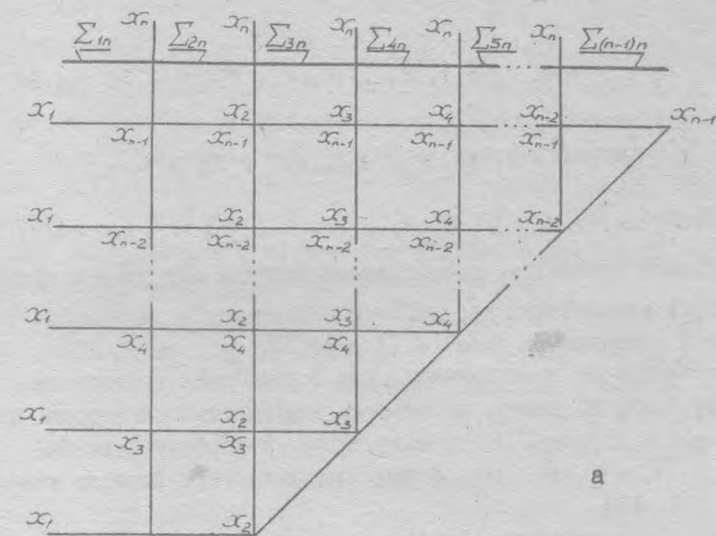 xₙ xₙ xₙ xₙ xₙ
Σ₁ₙ Σ₂ₙ Σ₃ₙ Σ₄ₙ Σ₅ₙ ... Σ₍ₙ₋₁₎ₙ
x₁ x₂ x₃ x₄ xₙ₋₂ xₙ₋₁
xₙ₋₁ xₙ₋₁ xₙ₋₁ xₙ₋₁ ... xₙ₋₁
x₁ x₂ x₃ x₄ xₙ₋₂
xₙ₋₂ xₙ₋₂ xₙ₋₂ xₙ₋₂
x₁ x₂ x₃ x₄
x₄ x₄ x₄
x₁ x₂ x₃
x₃ x₃
a
x₁ x₂